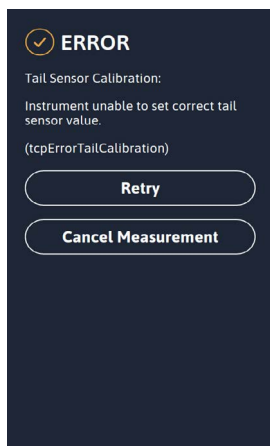 ERROR
Tail Sensor Calibration:
Instrument unable to set correct tail
sensor value.
(tcpErrorTailCalibration)
Retry
Cancel Measurement